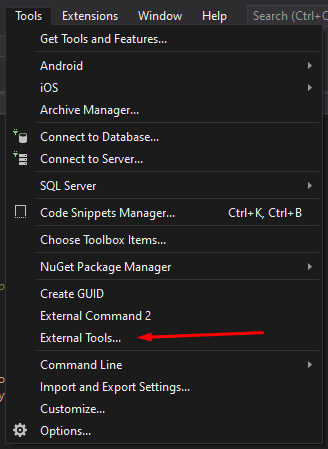 Tools Extensions Window Help Search (Ctrl+
Get Tools and Features...
Android
iOS
Archive Manager...
Connect to Database...
Connect to Server...
SQL Server
Code Snippets Manager... Ctrl+K, Ctrl+B
Choose Toolbox Items...
NuGet Package Manager
Create GUID
External Command 2
External Tools...
Command Line
Import and Export Settings...
Customize...
Options...